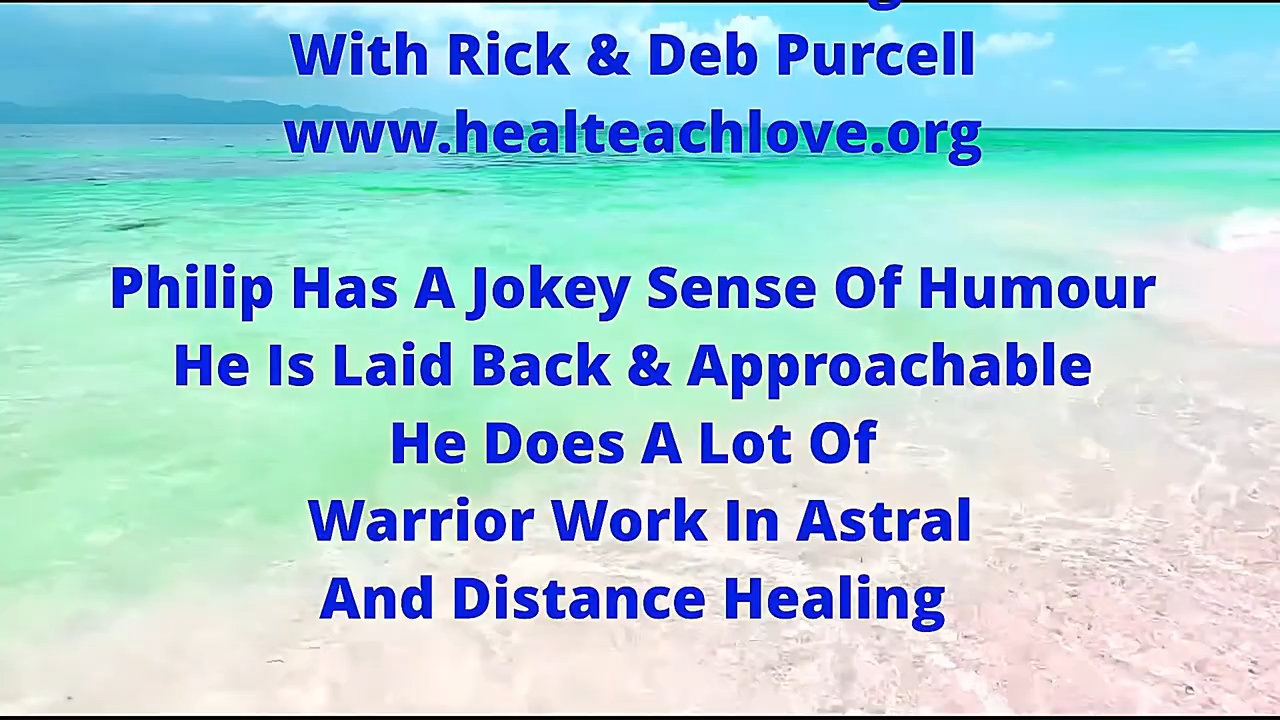 With Rick & Deb Purcell
www.healteachlove.org
Philip Has A Jokey Sense Of Humour
He Is Laid Back & Approachable
He Does A Lot Of
Warrior Work In Astral
And Distance Healing